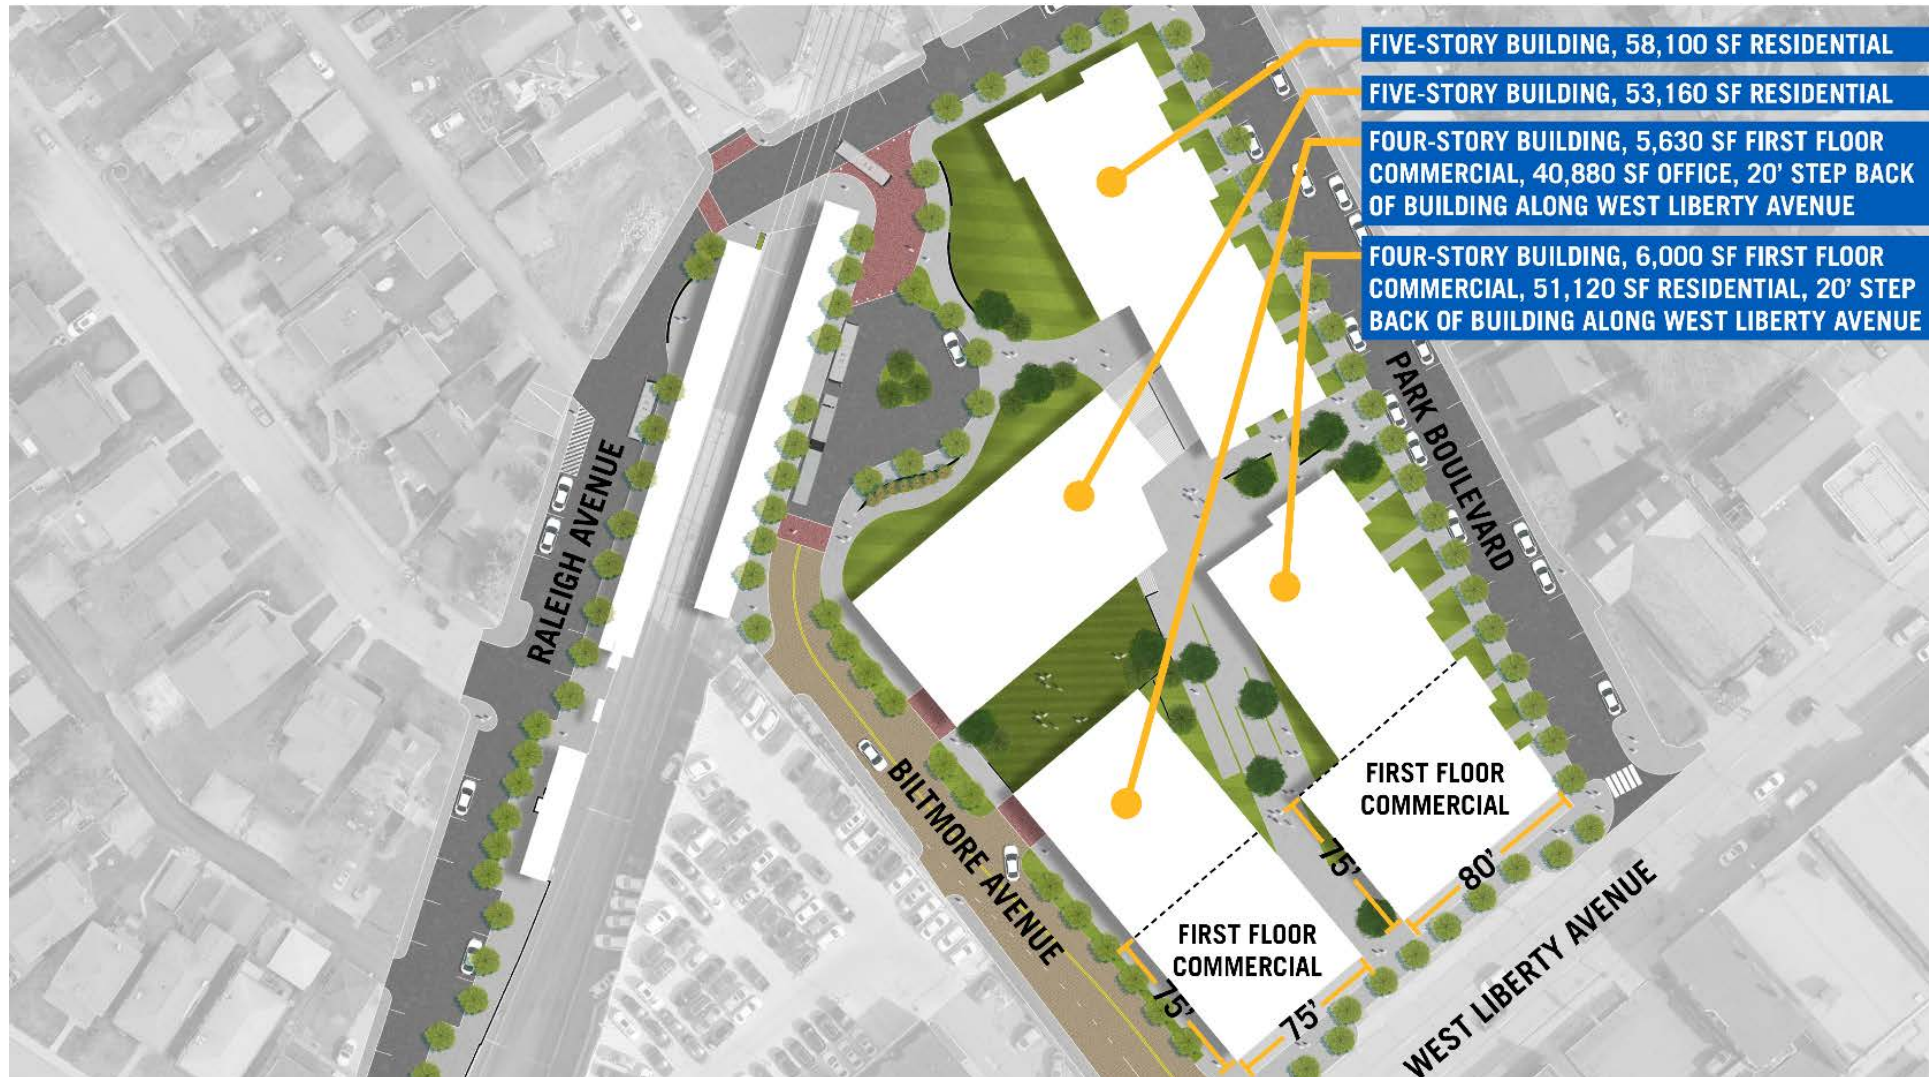 FIVE-STORY BUILDING, 58,100 SF RESIDENTIAL
FIVE-STORY BUILDING, 53,160 SF RESIDENTIAL
FOUR-STORY BUILDING, 5,630 SF FIRST FLOOR
COMMERCIAL, 40,880 SF OFFICE, 20' STEP BACK
OF BUILDING ALONG WEST LIBERTY AVENUE
FOUR-STORY BUILDING, 6,000 SF FIRST FLOOR
COMMERCIAL, 51,120 SF RESIDENTIAL, 20' STEP
BACK OF BUILDING ALONG WEST LIBERTY AVENUE
PARK BOULEVARD
RALEIGH AVENUE
BILTMORE AVENUE
FIRST FLOOR
COMMERCIAL
75'
80'
FIRST FLOOR
COMMERCIAL
75'
75'
WEST LIBERTY AVENUE